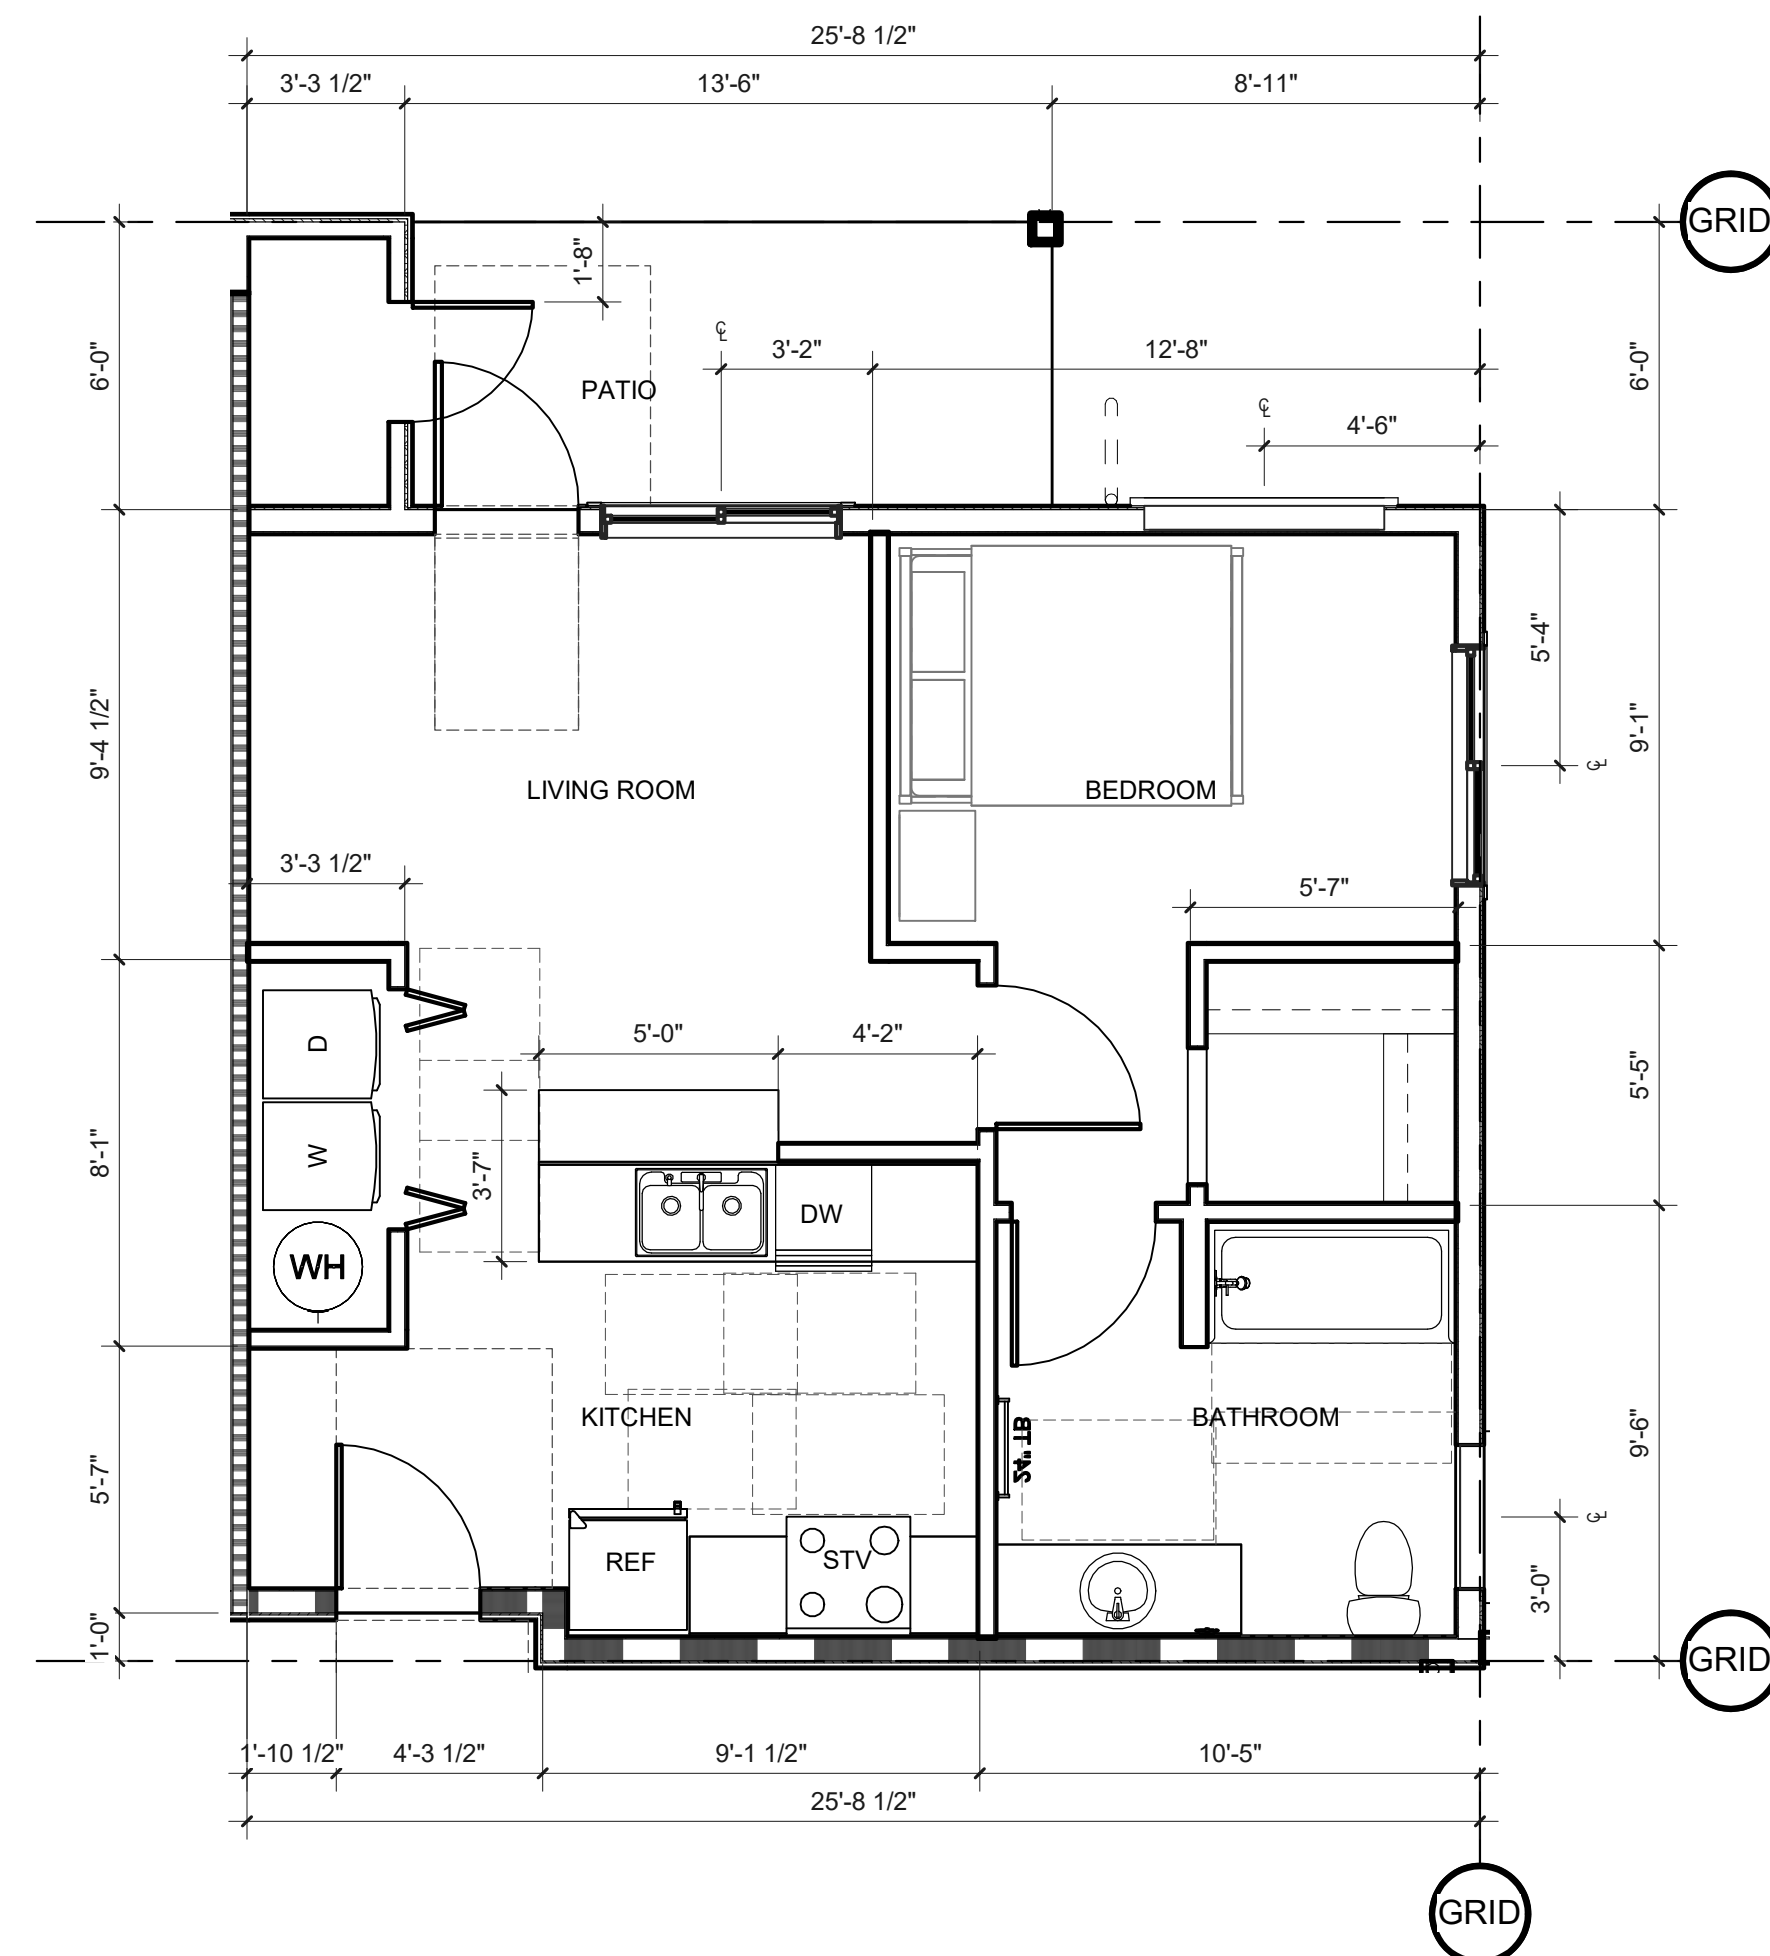 25'-8 1/2"
3'-3 1/2"
13'-6"
8'-11"
GRID
1'-8"
6'-0"
3'-2"
12'-8"
6'-0"
PATIO
4'-6"
5'-4"
9'-4 1/2"
9'-1"
LIVING ROOM
BEDROOM
3'-3 1/2"
5'-7"
D
5'-0"
4'-2"
5'-5"
8'-1"
W
3'-7"
DW
WH
KITCHEN
BATHROOM
24" TB
9'-6"
5'-7"
REF
STV
3'-0"
1'-0"
GRID
1'-10 1/2"
4'-3 1/2"
9'-1 1/2"
10'-5"
25'-8 1/2"
GRID